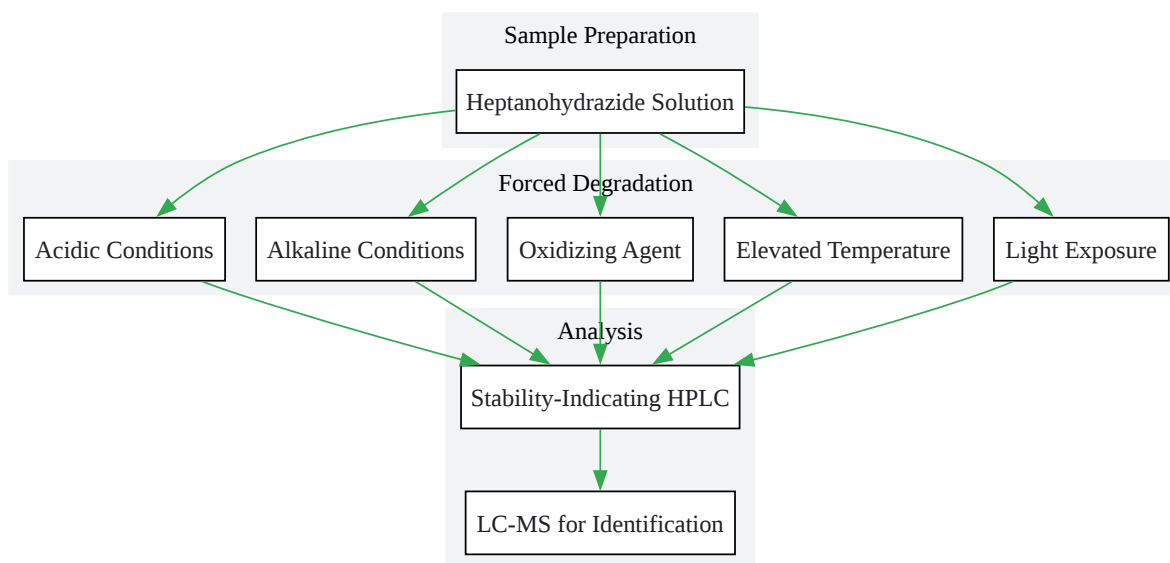 Sample Preparation
Heptanohydrazide Solution
Forced Degradation
Acidic Conditions
Alkaline Conditions
Oxidizing Agent
Elevated Temperature
Light Exposure
Analysis
Stability-Indicating HPLC
LC-MS for Identification